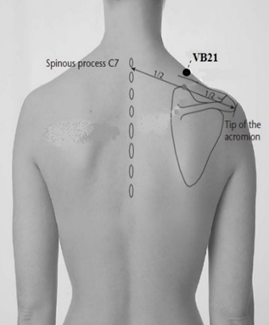 VB21
Spinous process C7
1/2
1/2
Tip of the
acromion